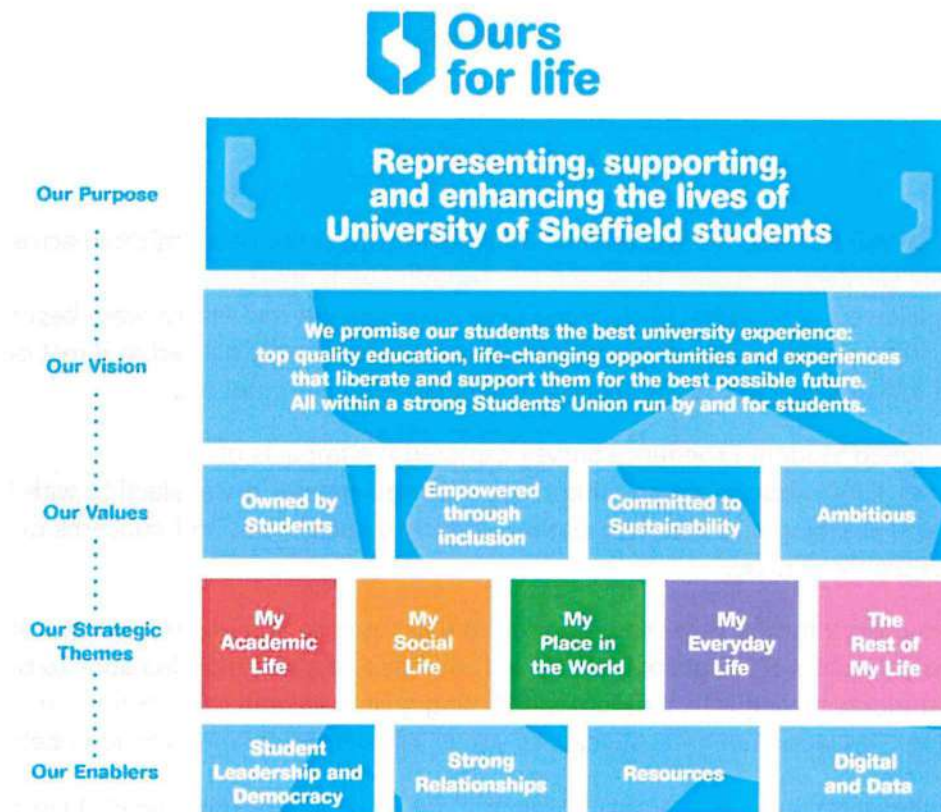 Ours
for life
Our Purpose
Representing, supporting,
and enhancing the lives of
University of Sheffield students
Our Vision
We promise our students the best university experience:
top quality education, life-changing opportunities and experiences
that liberate and support them for the best possible future.
All within a strong Students' Union run by and for students.
Our Values
Owned by
Students
Empowered
through
inclusion
Committed to
Sustainability
Ambitious
Our Strategic
Themes
My
Academic
Life
My
Social
Life
My
Place in
the World
My
Everyday
Life
The
Rest of
My Life
Our Enablers
Student
Leadership and
Democracy
Strong
Relationships
Resources
Digital
and Data